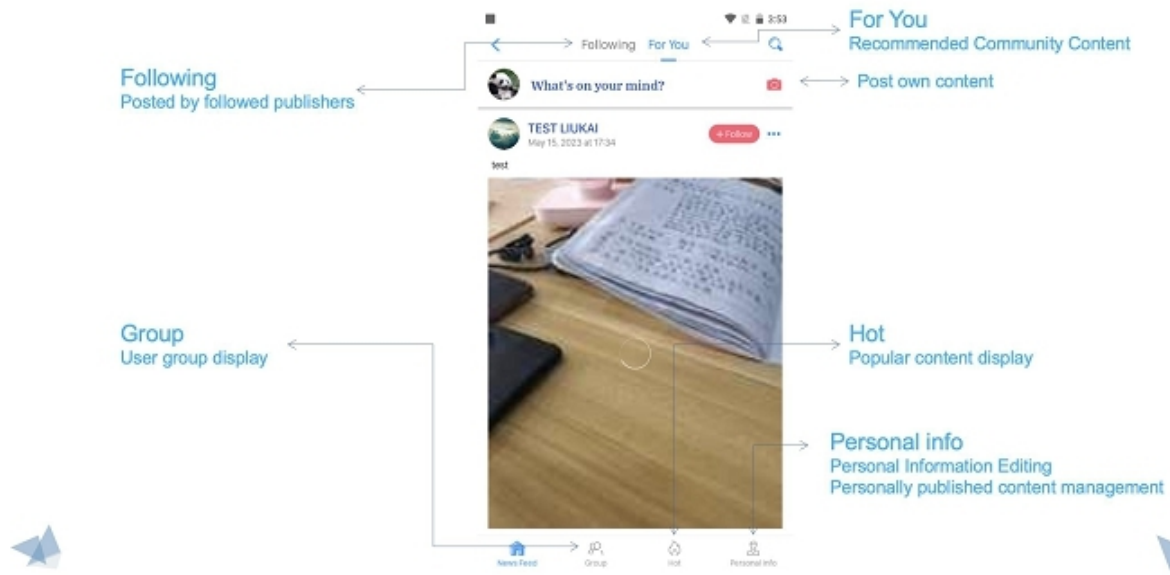 3:53
Following For You
What's on your mind?
TEST LIUKAI
May 15, 2023 at 17:34
+ Follow
test
News Feed
Group
Hot
Personal info
Following
Posted by followed publishers
Group
User group display
For You
Recommended Community Content
Post own content
Hot
Popular content display
Personal info
Personal Information Editing
Personally published content management